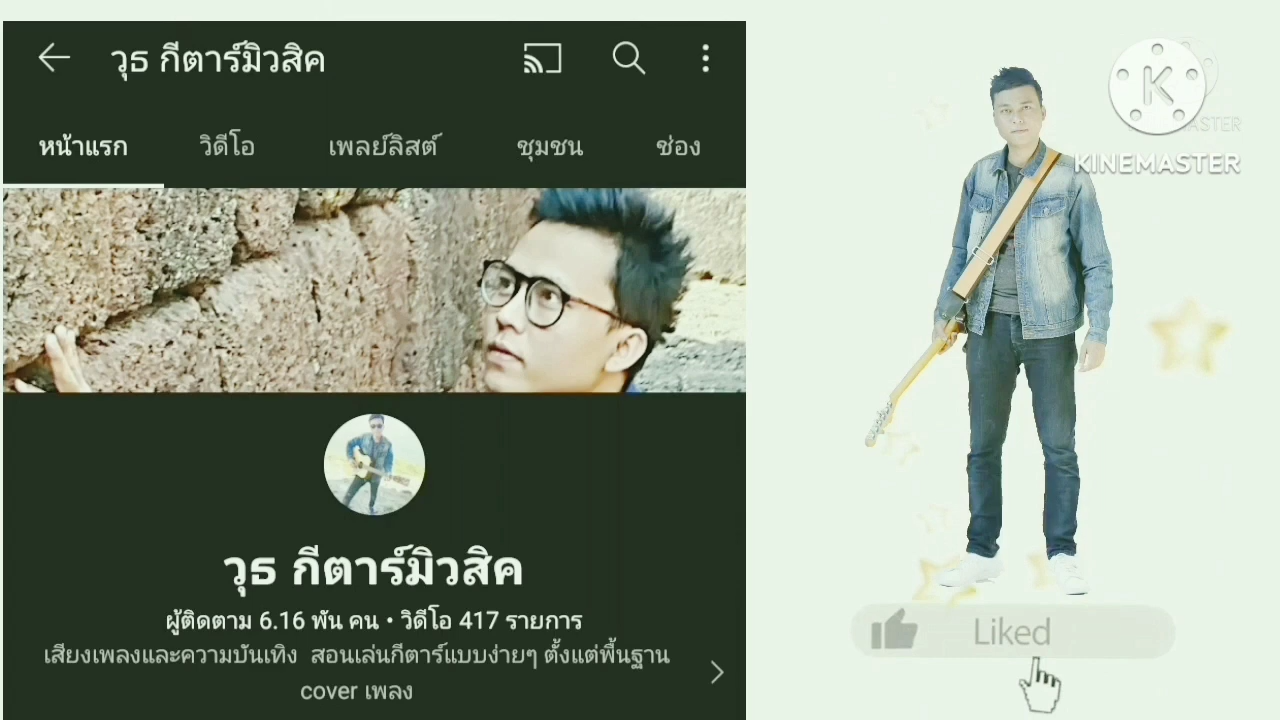 วุธ กีตาร์มิวสิค
หน้าแรก วิดีโอ เพลย์ลิสต์ ชุมชน ช่อง
วุธ กีตาร์มิวสิค
ผู้ติดตาม 6.16 พัน คน • วิดีโอ 417 รายการ
เสียงเพลงและความบันเทิง สอนเล่นกีตาร์แบบง่ายๆ ตั้งแต่พื้นฐาน
cover เพลง
K
KINEMASTER
Liked